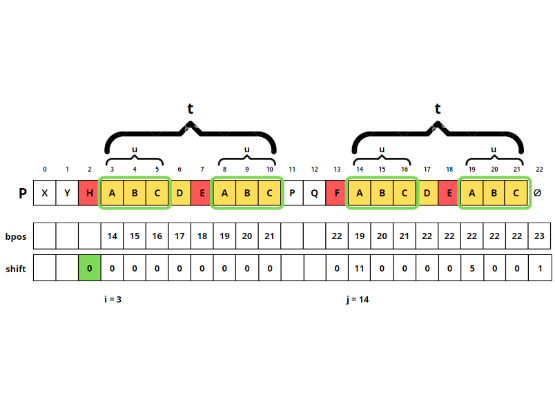 t t
u u u u
0 1 2 3 4 5 6 7 8 9 10 11 12 13 14 15 16 17 18 19 20 21 22
P X Y H A B C D E A B C P Q F A B C D E A B C Ø
bpos 14 15 16 17 18 19 20 21 22 19 20 21 22 22 22 22 22 23
shift 0 0 0 0 0 0 0 0 0 0 11 0 0 0 0 5 0 0 1
i = 3 j = 14